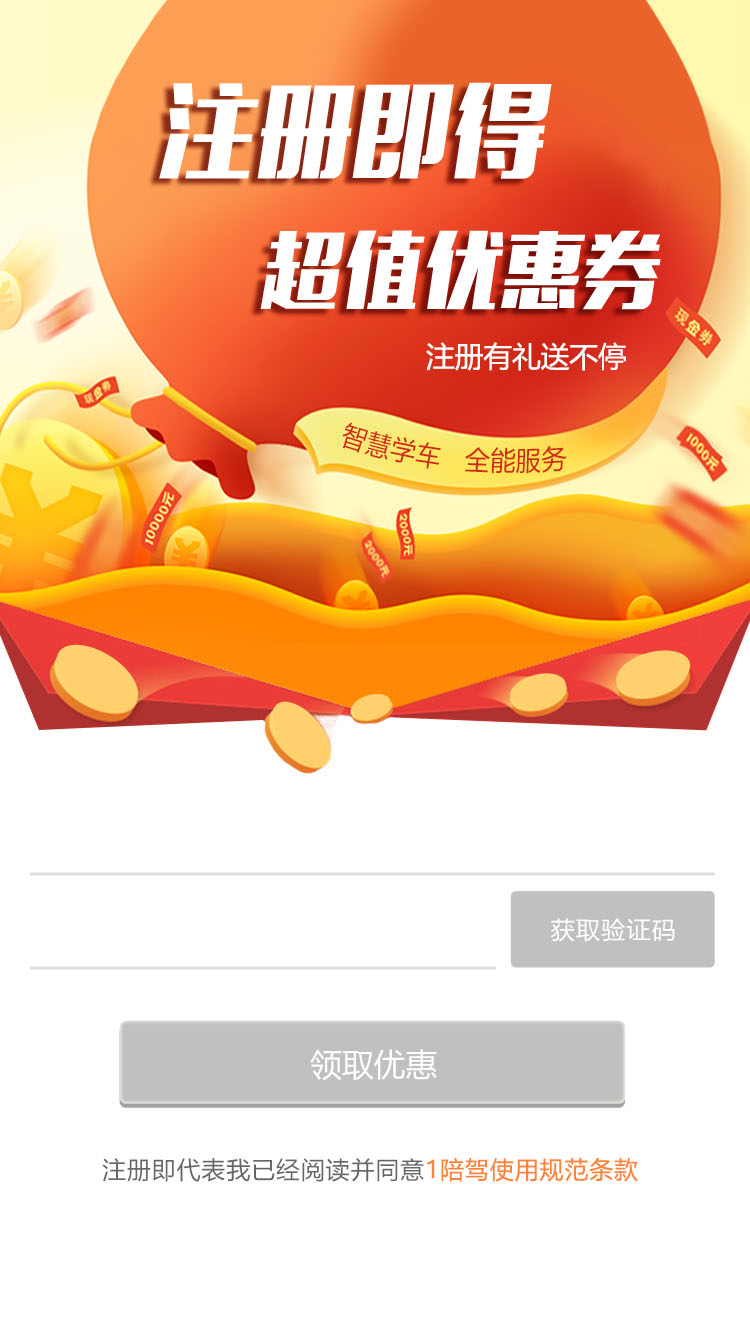 注册即得
超值优惠券
现金券
注册有礼送不停
现金券
智慧学车 全能服务
1000元
10000元
2000元
2000元
获取验证码
领取优惠
注册即代表我已经阅读并同意1陪驾使用规范条款